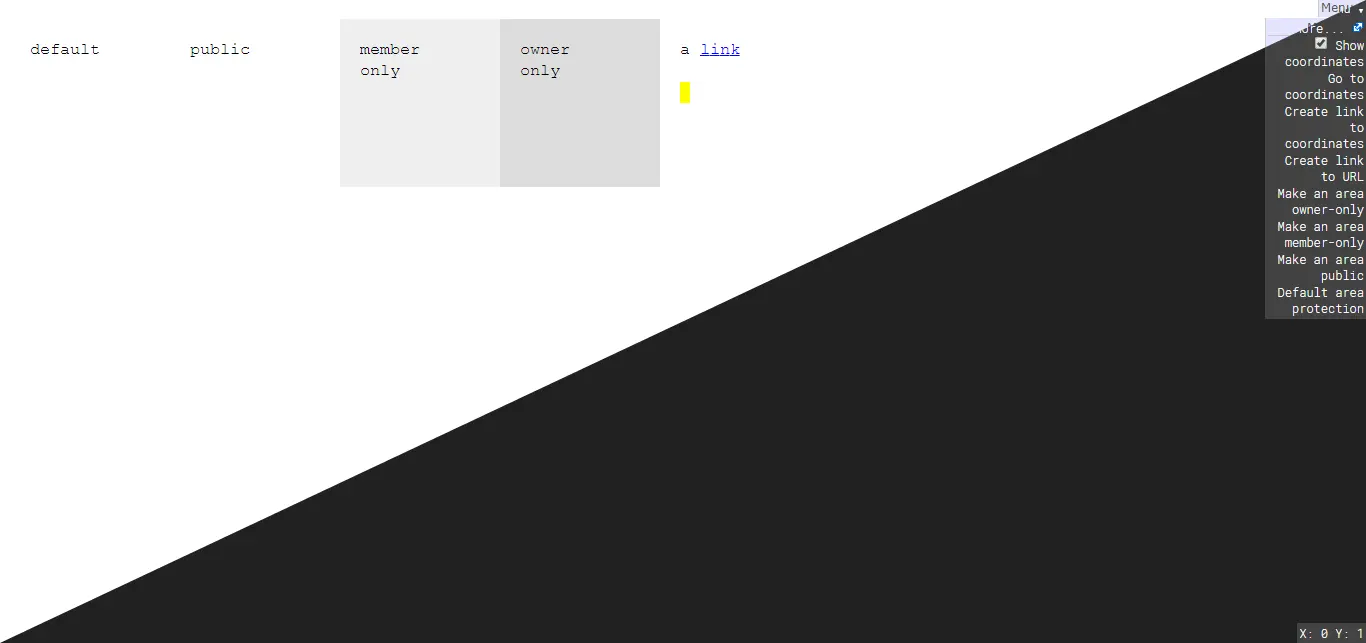 Menu ▾
default public member owner a link
only only
More...
Show
coordinates
Go to
coordinates
Create link
to
coordinates
Create link
to URL
Make an area
owner-only
Make an area
member-only
Make an area
public
Default area
protection
X: 0 Y: 1